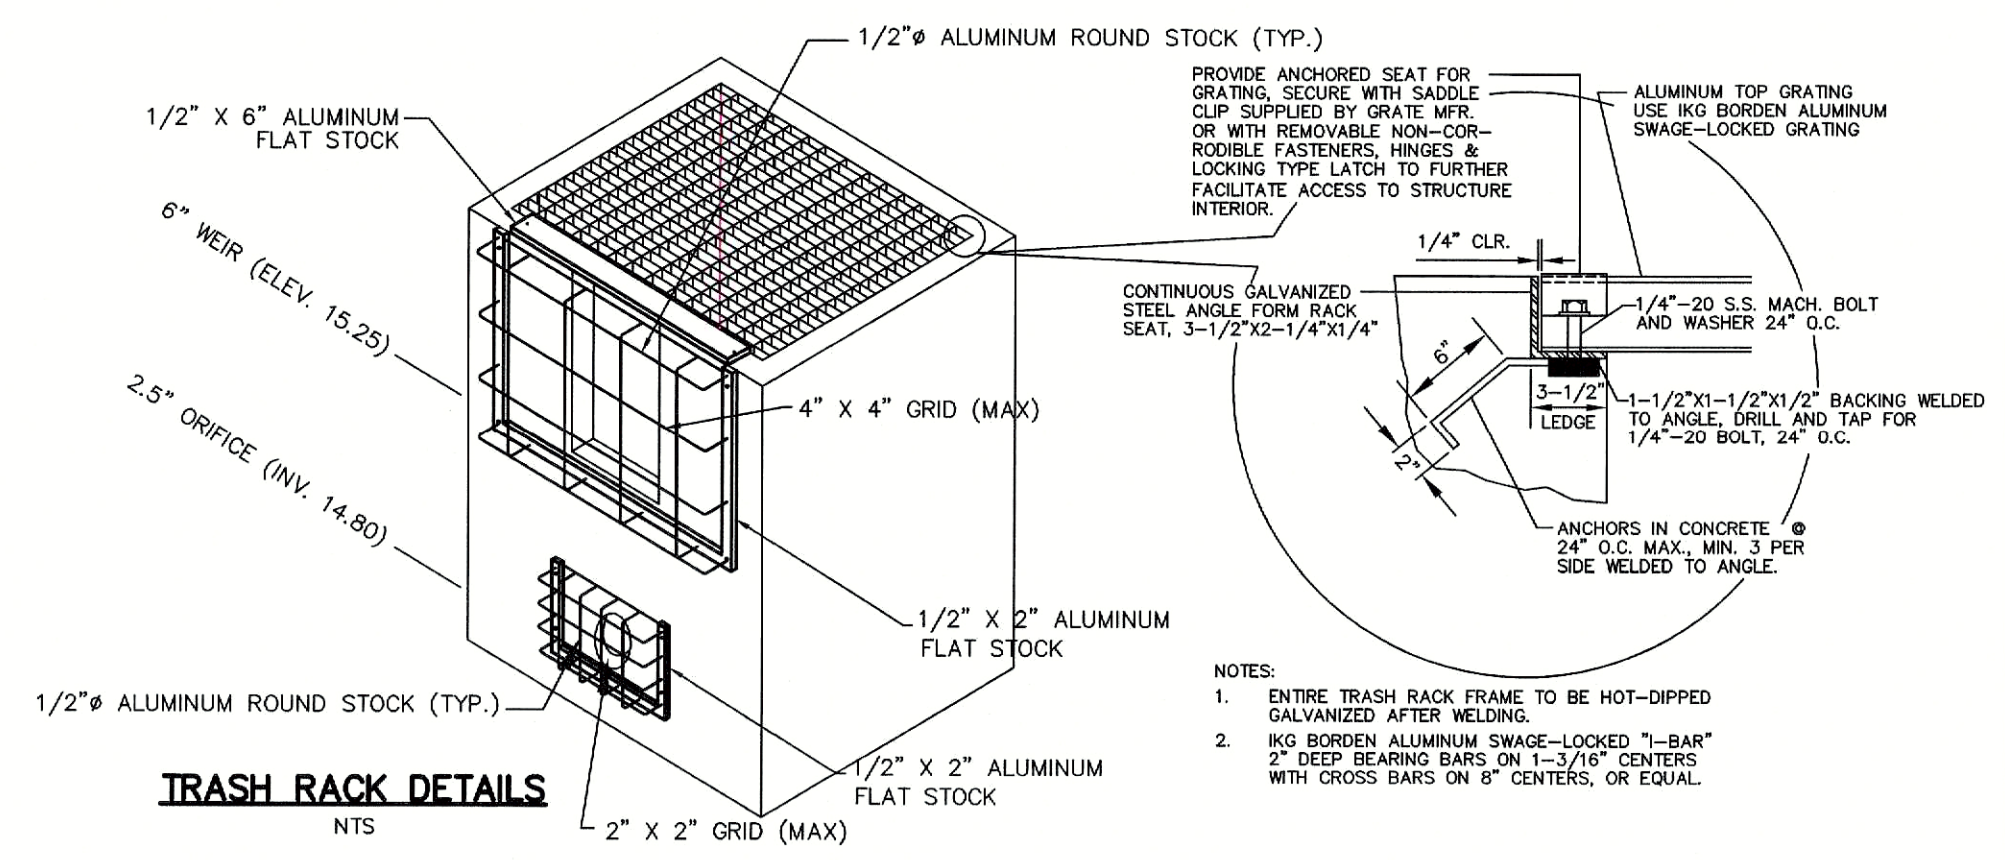 1/2"ø ALUMINUM ROUND STOCK (TYP.)
1/2" X 6" ALUMINUM
FLAT STOCK
6" WEIR (ELEV. 15.25)
2.5" ORIFICE (INV. 14.80)
4" X 4" GRID (MAX)
1/2" X 2" ALUMINUM
FLAT STOCK
1/2"ø ALUMINUM ROUND STOCK (TYP.)
1/2" X 2" ALUMINUM
FLAT STOCK
2" X 2" GRID (MAX)
TRASH RACK DETAILS
NTS
PROVIDE ANCHORED SEAT FOR
GRATING, SECURE WITH SADDLE
CLIP SUPPLIED BY GRATE MFR.
OR WITH REMOVABLE NON-COR-
RODIBLE FASTENERS, HINGES &
LOCKING TYPE LATCH TO FURTHER
FACILITATE ACCESS TO STRUCTURE
INTERIOR.
ALUMINUM TOP GRATING
USE IKG BORDEN ALUMINUM
SWAGE-LOCKED GRATING
1/4" CLR.
CONTINUOUS GALVANIZED
STEEL ANGLE FORM RACK
SEAT, 3-1/2"X2-1/4"X1/4"
1/4"-20 S.S. MACH. BOLT
AND WASHER 24" O.C.
6"
2"
3-1/2"
LEDGE
1-1/2"X1-1/2"X1/2" BACKING WELDED
TO ANGLE, DRILL AND TAP FOR
1/4"-20 BOLT, 24" O.C.
ANCHORS IN CONCRETE @
24" O.C. MAX., MIN. 3 PER
SIDE WELDED TO ANGLE.
NOTES:
1. ENTIRE TRASH RACK FRAME TO BE HOT-DIPPED
GALVANIZED AFTER WELDING.
2. IKG BORDEN ALUMINUM SWAGE-LOCKED "I-BAR"
2" DEEP BEARING BARS ON 1-3/16" CENTERS
WITH CROSS BARS ON 8" CENTERS, OR EQUAL.